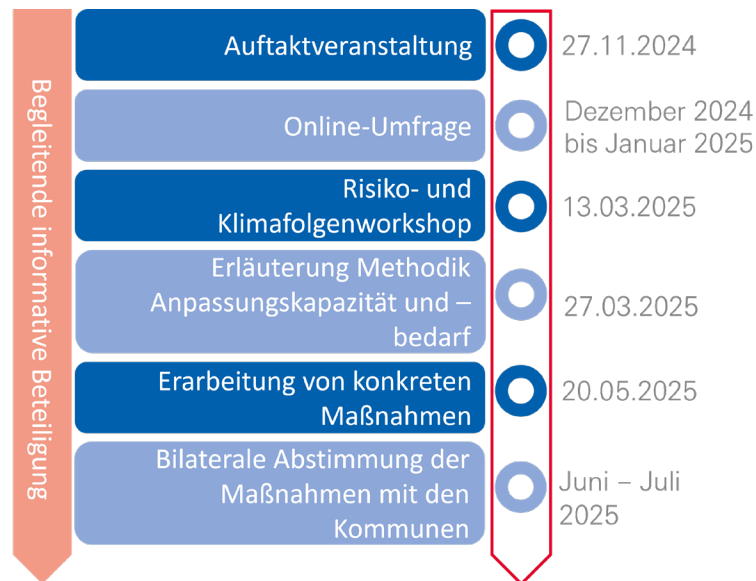 Begleitende informative Beteiligung
Auftaktveranstaltung
27.11.2024
Online-Umfrage
Dezember 2024
bis Januar 2025
Risiko- und
Klimafolgenworkshop
13.03.2025
Erläuterung Methodik
Anpassungskapazität und –
bedarf
27.03.2025
Erarbeitung von konkreten
Maßnahmen
20.05.2025
Bilaterale Abstimmung der
Maßnahmen mit den
Kommunen
Juni – Juli
2025